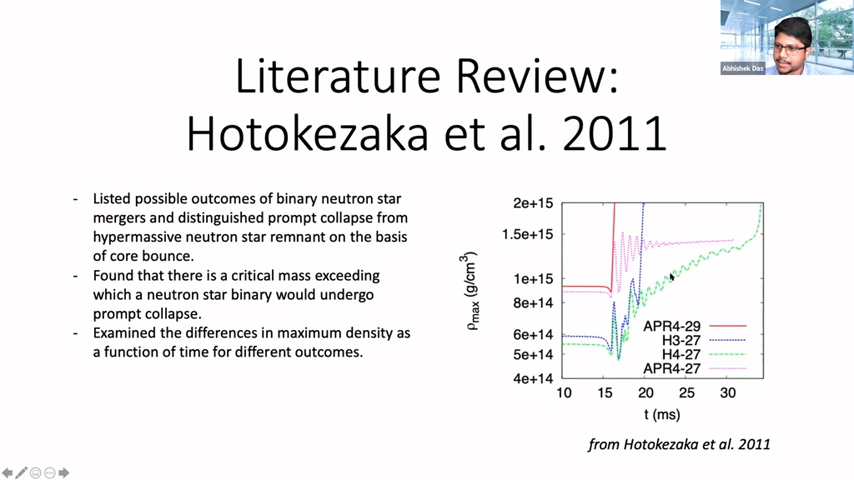 Abhishek Das
Literature Review:
Hotokezaka et al. 2011
- Listed possible outcomes of binary neutron star
mergers and distinguished prompt collapse from
hypermassive neutron star remnant on the basis
of core bounce.
- Found that there is a critical mass exceeding
which a neutron star binary would undergo
prompt collapse.
- Examined the differences in maximum density as
a function of time for different outcomes.
2e+15
1.5e+15
1e+15
8e+14
6e+14
5e+14
4e+14
ρmax (g/cm³)
APR4-29
H3-27
H4-27
APR4-27
10 15 20 25 30
t (ms)
from Hotokezaka et al. 2011